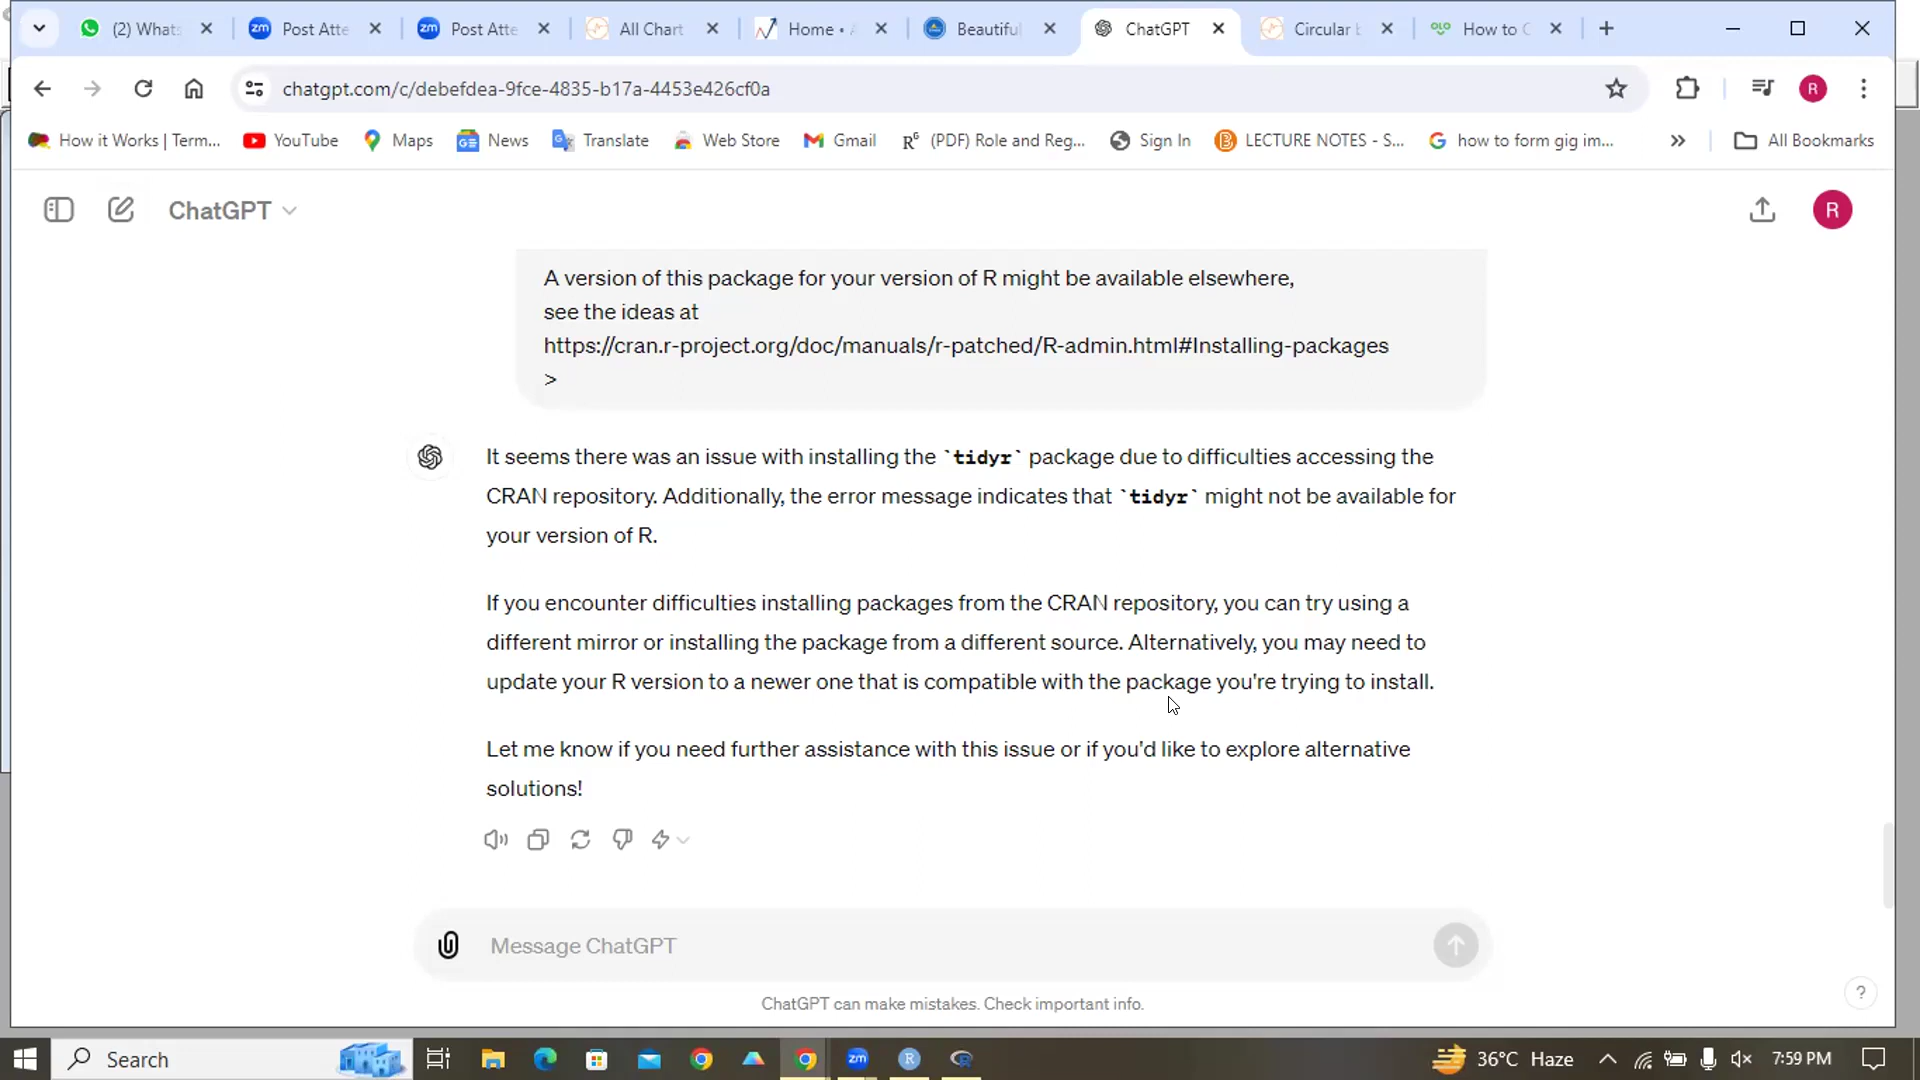 (2) Whats
Post Atte
Post Atte
All Chart
Home •
Beautiful
ChatGPT
Circular b
How to C
chatgpt.com/c/debefdea-9fce-4835-b17a-4453e426cf0a
How it Works | Term...
YouTube
Maps
News
Translate
Web Store
Gmail
(PDF) Role and Reg...
Sign In
LECTURE NOTES - S...
how to form gig im...
All Bookmarks
ChatGPT
R
A version of this package for your version of R might be available elsewhere,
see the ideas at
https://cran.r-project.org/doc/manuals/r-patched/R-admin.html#Installing-packages
>
It seems there was an issue with installing the `tidyr` package due to difficulties accessing the
CRAN repository. Additionally, the error message indicates that `tidyr` might not be available for
your version of R.
If you encounter difficulties installing packages from the CRAN repository, you can try using a
different mirror or installing the package from a different source. Alternatively, you may need to
update your R version to a newer one that is compatible with the package you're trying to install.
Let me know if you need further assistance with this issue or if you'd like to explore alternative
solutions!
Message ChatGPT
ChatGPT can make mistakes. Check important info.
?
Search
36°C Haze
7:59 PM